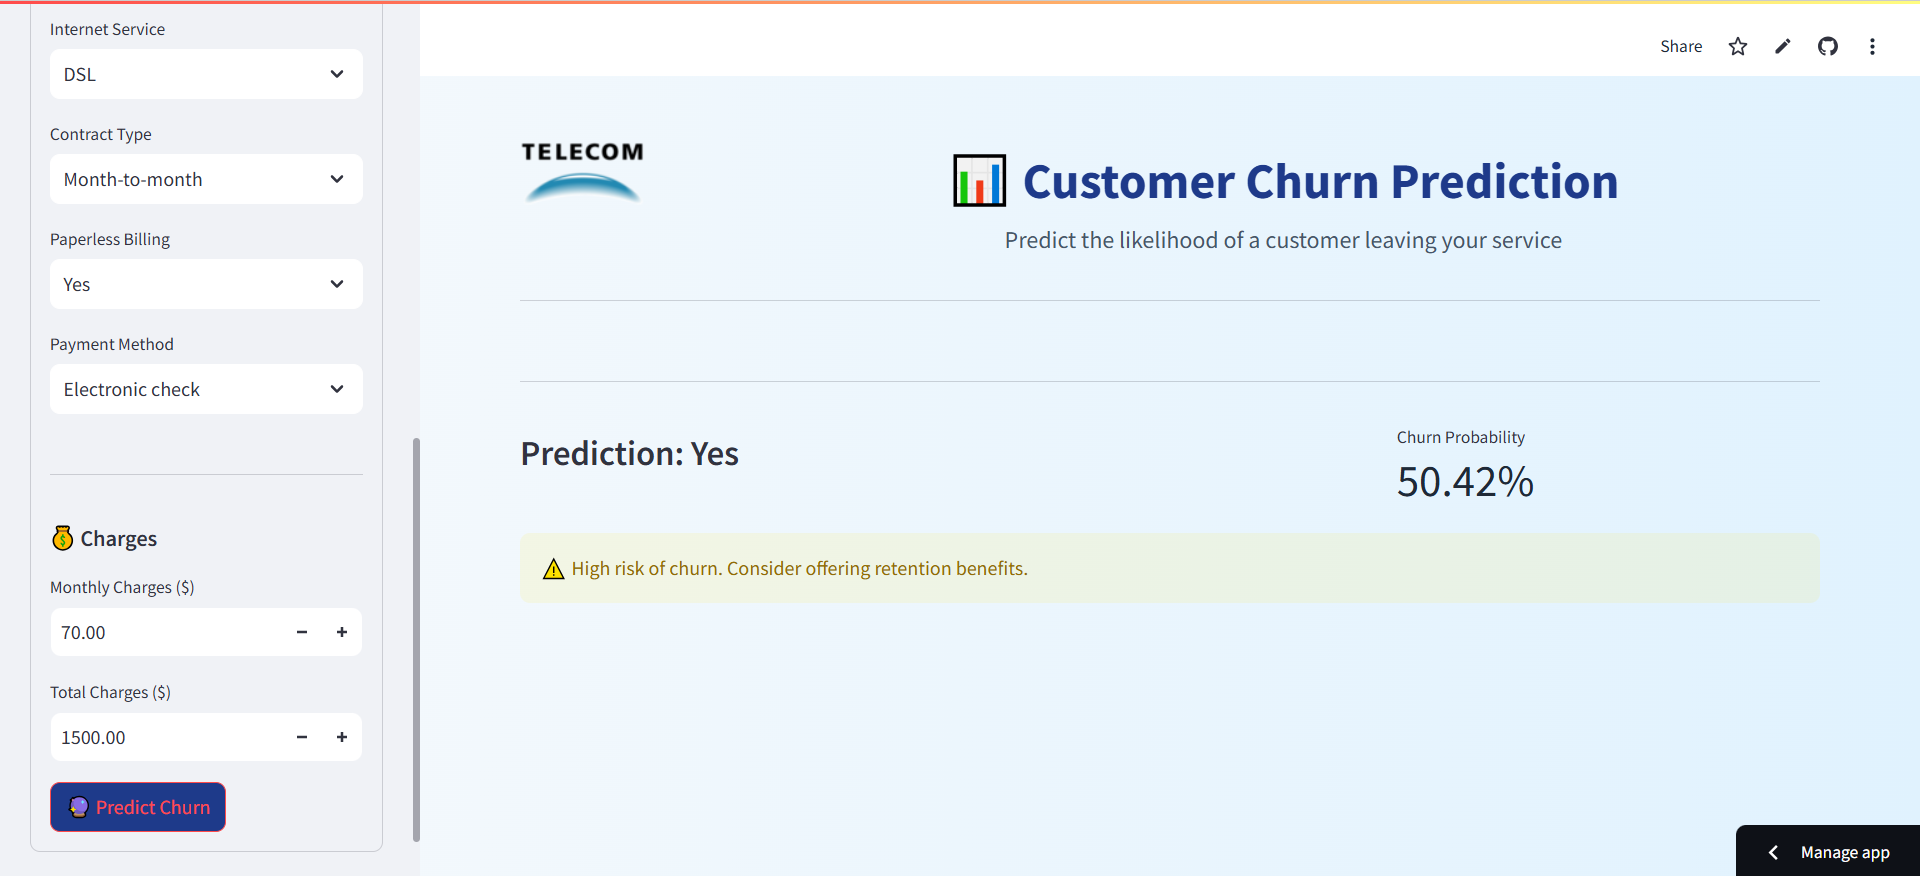 Internet Service
DSL
Contract Type
Month-to-month
Paperless Billing
Yes
Payment Method
Electronic check
💰 Charges
Monthly Charges ($)
70.00
Total Charges ($)
1500.00
🔮 Predict Churn
Share
TELECOM
📊 Customer Churn Prediction
Predict the likelihood of a customer leaving your service
Prediction: Yes
Churn Probability
50.42%
⚠️ High risk of churn. Consider offering retention benefits.
Manage app